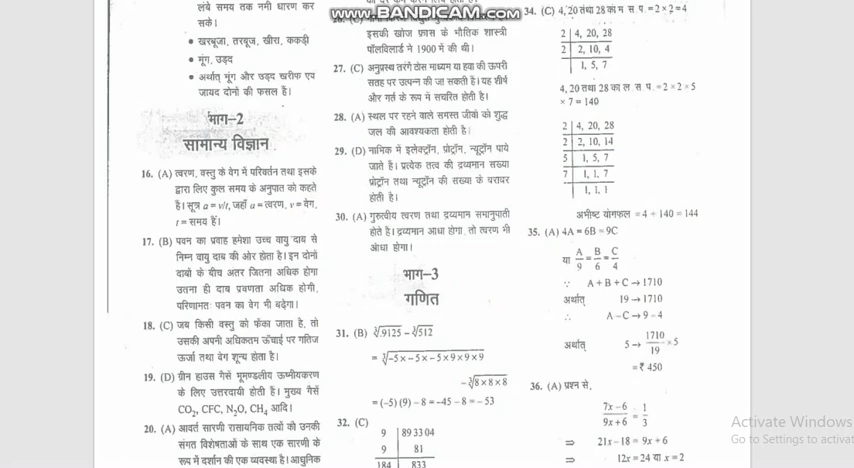 लंबे समय तक नमी धारण कर
सके।
• खरबूजा, तरबूज, खीरा, ककड़ी
• मूंग, उड़द
• अर्थात् मूंग और उड़द खरीफ एव
जायद दोनों की फसल है।
भाग–2
सामान्य विज्ञान
16. (A) त्वरण, वस्तु के वेग में परिवर्तन तथा इसके
द्वारा लिए कुल समय के अनुपात को कहते
है। सूत्र a = v/t, जहाँ a = त्वरण, v = वेग,
t = समय हैं।
17. (B) पवन का प्रवाह हमेशा उच्च वायु दाब से
निम्न वायु दाब की ओर होता है। इन दोनो
दाबों के बीच अतर जितना अधिक होगा
उतना ही दाब प्रवणता अधिक होगी,
परिणामतः पवन का वेग भी बढ़ेगा।
18. (C) जब किसी वस्तु को फेंका जाता है, तो
उसकी अपनी अधिकतम ऊँचाई पर गतिज
ऊर्जा तथा वेग शून्य होता है।
19. (D) ग्रीन हाउस गैसें भूमण्डलीय ऊष्मीयकरण
के लिए उत्तरदायी होती हैं। मुख्य गैसें
CO₂, CFC, N₂O, CH₄ आदि।
20. (A) आवर्त सारणी रासायनिक तत्वों को उनकी
संगत विशेषताओं के साथ एक सारणी के
रूप में दर्शान की एक व्यवस्था है। आधुनिक
www.BANDICAM.com
इसकी खोज फ्रास के भौतिक शास्त्री
पॉलविलार्ड ने 1900 में की थी।
27. (C) अनुप्रस्थ तरंगे ठोस माध्यम या हवा की ऊपरी
सतह पर उत्पन्न की जा सकती है। यह शीर्ष
और गर्त के रूप मे सचरित होती है।
28. (A) स्थल पर रहने वाले समस्त जीवों को शुद्ध
जल की आवश्यकता होती है।
29. (D) नाभिक में इलेक्ट्रॉन, प्रोट्रॉन, न्यूट्रॉन पाये
जाते है। प्रत्येक तत्व की द्रव्यमान सख्या
प्रोट्रॉन तथा न्यूट्रॉन की सख्या के बराबर
होती है।
30. (A) गुरुत्वीय त्वरण तथा द्रव्यमान समानुपाती
होते है। द्रव्यमान आधा होगा, तो त्वरण भी
आधा होगा।
भाग–3
गणित
31. (B) ∛.9125 – ∛512
= ∛-5 × -5 × -5 × 9 × 9 × 9
– ∛8 × 8 × 8
= (–5) (9) – 8 = –45 – 8 = – 53
32. (C)
9 | 89 33 04
9 | 81
184 | 833
34. (C) 4, 20 तथा 28 का म स प. = 2 × 2 = 4
2 | 4, 20, 28
2 | 2, 10, 4
1, 5, 7
4, 20 तथा 28 का ल स प. = 2 × 2 × 5
× 7 = 140
2 | 4, 20, 28
2 | 2, 10, 14
5 | 1, 5, 7
7 | 1, 1, 7
1, 1, 1
अभीष्ट योगफल = 4 + 140 = 144
35. (A) 4A = 6B = 9C
या A/9 = B/6 = C/4
∵ A + B + C → 1710
अर्थात् 19 → 1710
∴ A – C → 9 – 4
अर्थात् 5 → 1710/19 × 5
= ₹ 450
36. (A) प्रश्न से,
7x – 6/9x + 6 = 1/3
⇒ 21x – 18 = 9x + 6
⇒ 12x = 24 या x = 2
Activate Windows
Go to Settings to activat